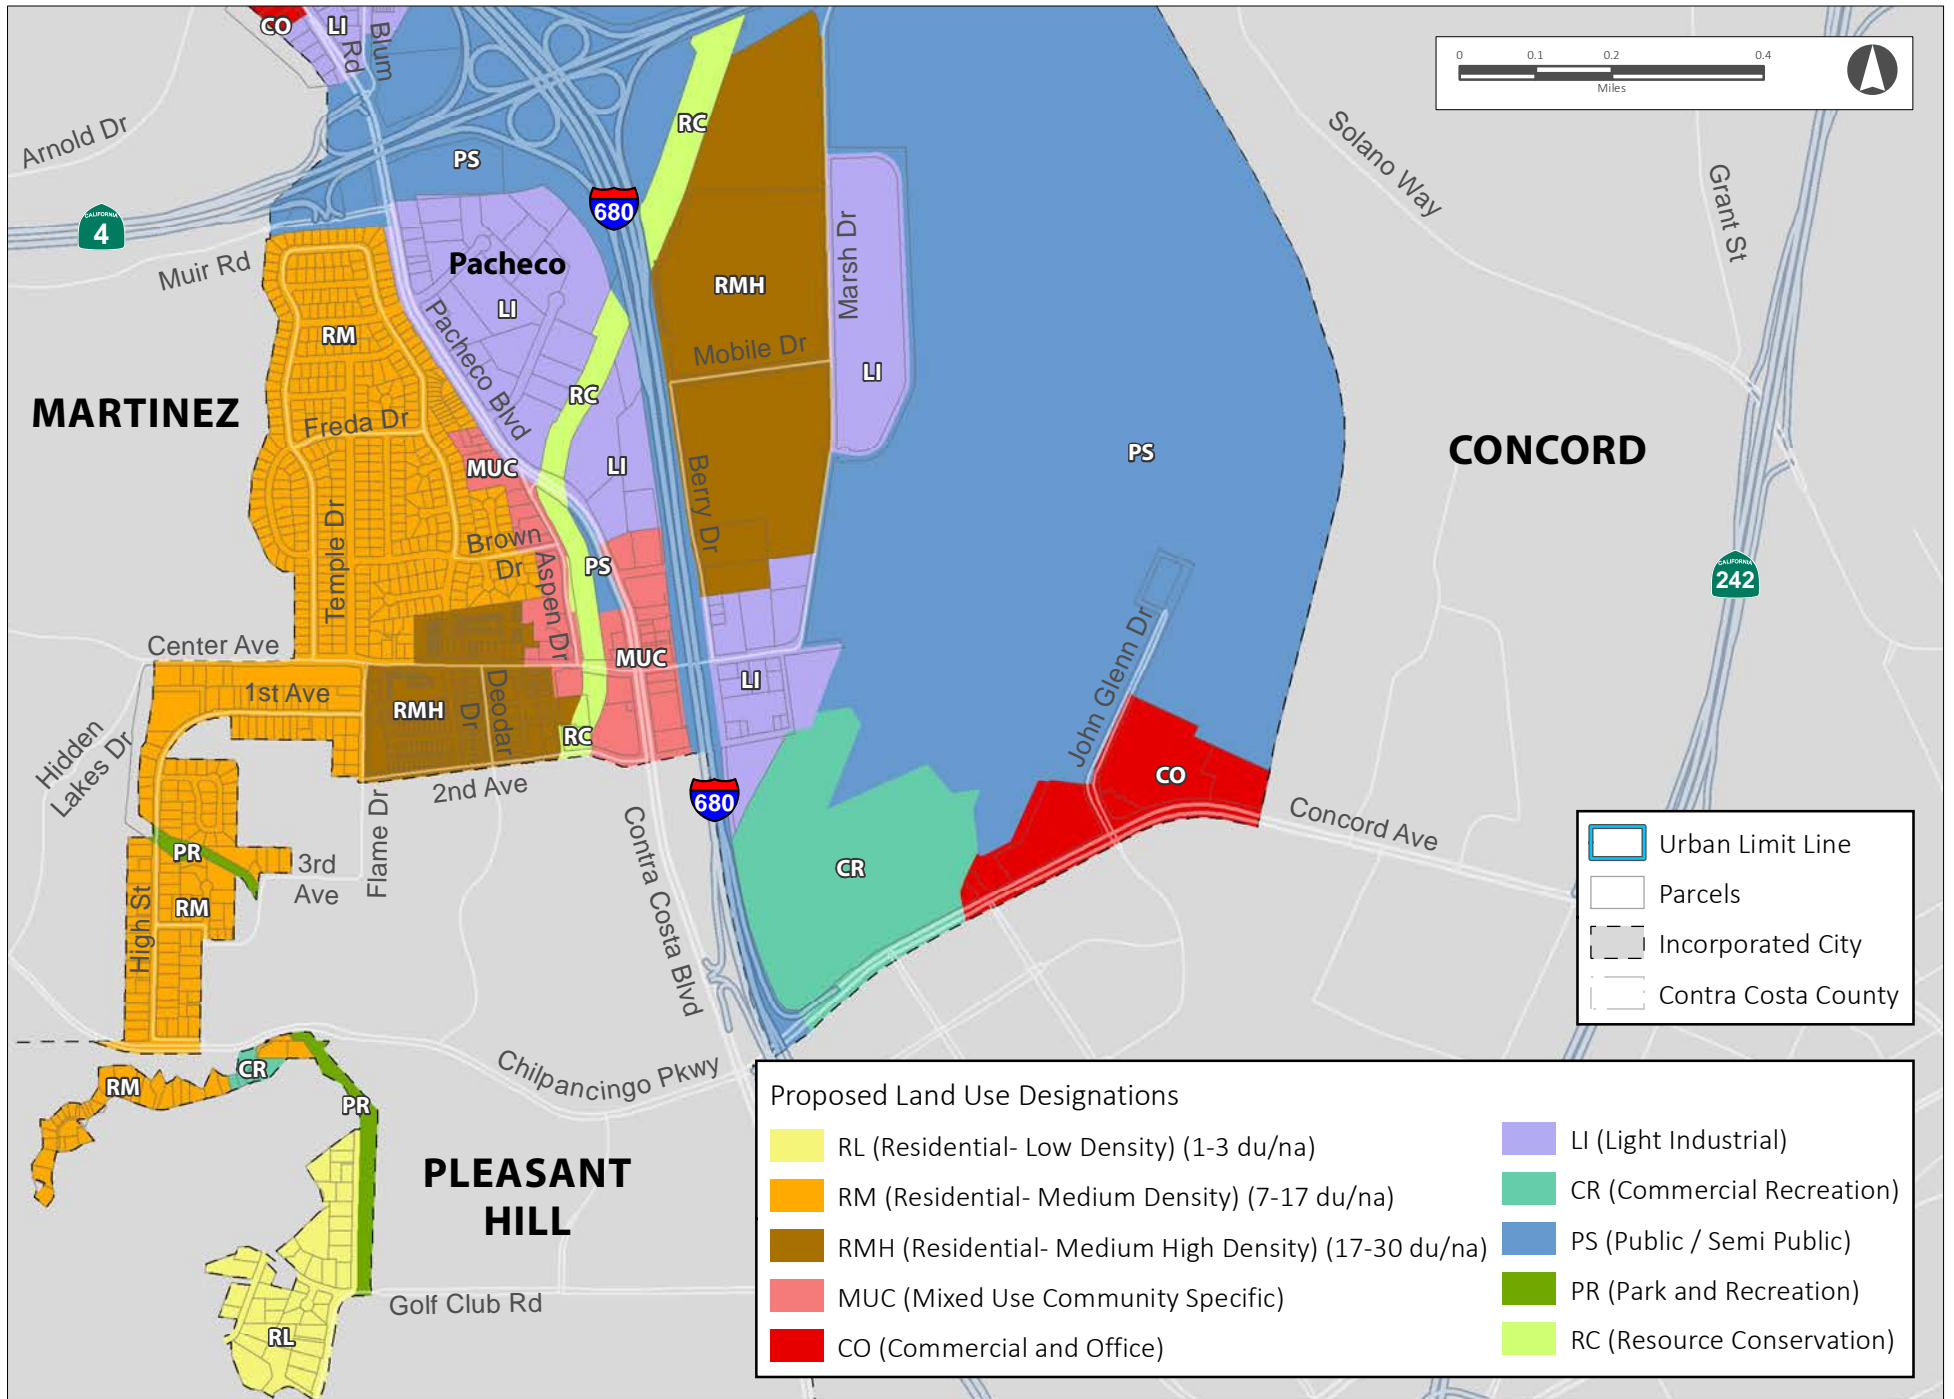 CO
LI
Rd
Blum
0
0.1
0.2
0.4
Miles
Arnold Dr
RC
PS
Solano Way
Grant St
CALIFORNIA
4
680
Muir Rd
Pacheco
LI
RMH
Marsh Dr
RM
Pacheco Blvd
Mobile Dr
LI
RC
MARTINEZ
Freda Dr
MUC
LI
Berry Dr
PS
CONCORD
Temple Dr
Brown
Dr
Aspen Dr
PS
CALIFORNIA
242
John Glenn Dr
Center Ave
MUC
LI
1st Ave
RMH
Deodar
Dr
RC
Hidden
Lakes Dr
2nd Ave
680
CO
Concord Ave
Flame Dr
Contra Costa Blvd
PR
3rd
Ave
CR
High St
RM
Urban Limit Line
Parcels
Incorporated City
Contra Costa County
Chilpancingo Pkwy
CR
RM
PR
PLEASANT
HILL
Golf Club Rd
RL
Proposed Land Use Designations
RL (Residential- Low Density) (1-3 du/na)
RM (Residential- Medium Density) (7-17 du/na)
RMH (Residential- Medium High Density) (17-30 du/na)
MUC (Mixed Use Community Specific)
CO (Commercial and Office)
LI (Light Industrial)
CR (Commercial Recreation)
PS (Public / Semi Public)
PR (Park and Recreation)
RC (Resource Conservation)